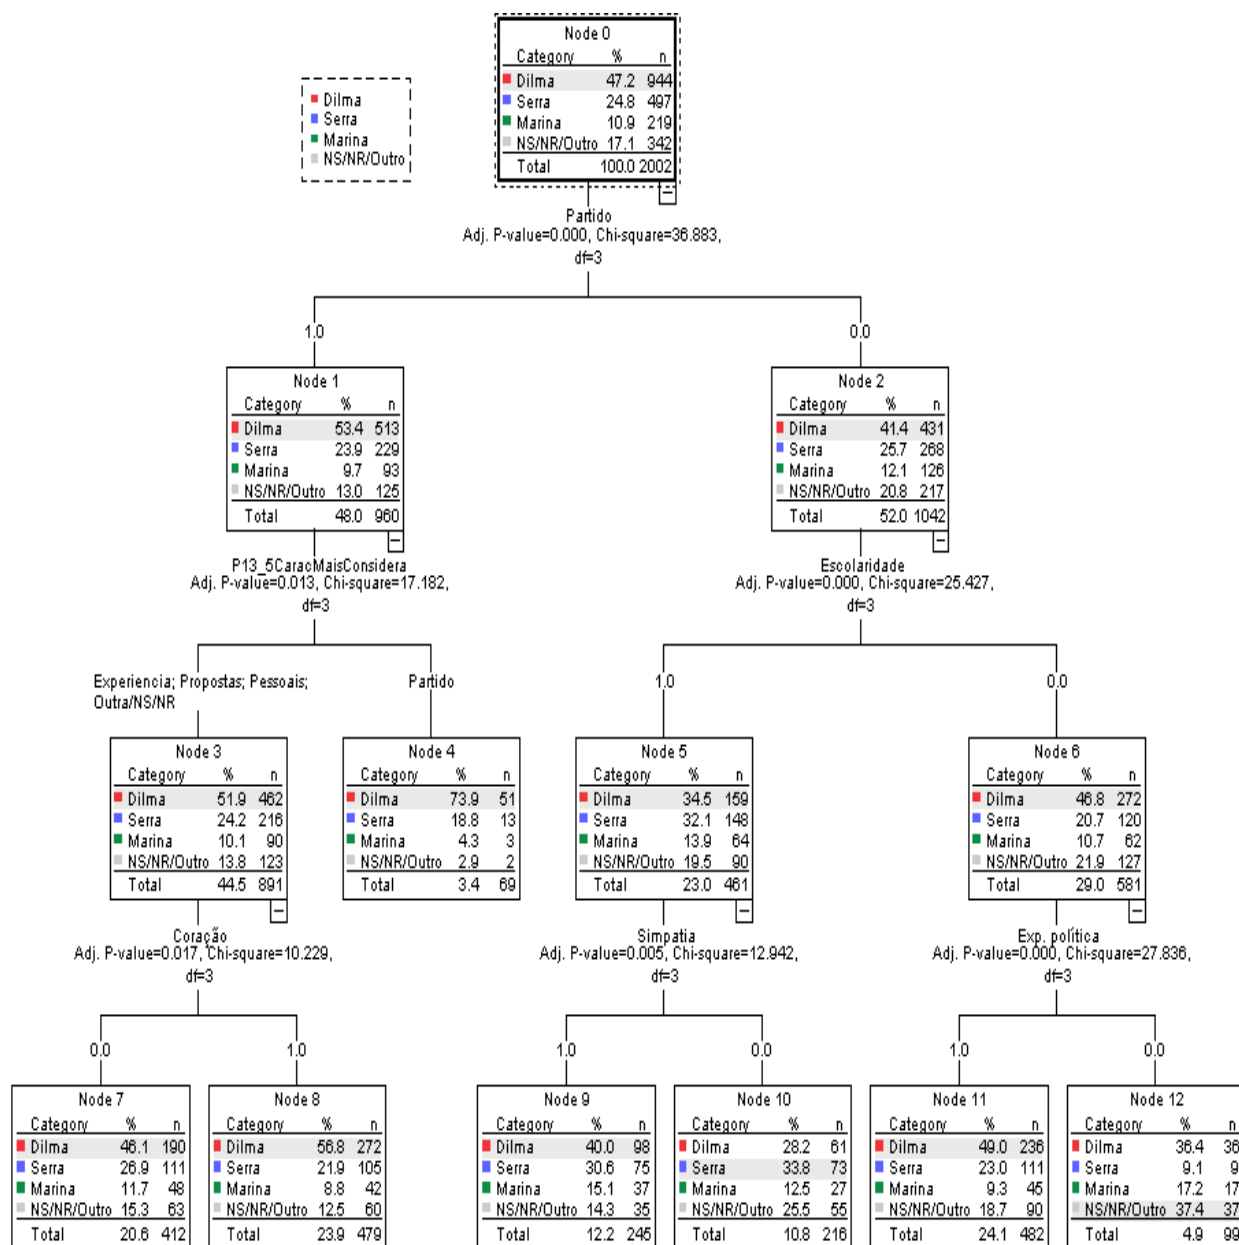 Node 0
Category % n
Dilma 47.2 944
Serra 24.8 497
Marina 10.9 219
NS/NR/Outro 17.1 342
Total 100.0 2002
Dilma
Serra
Marina
NS/NR/Outro
Partido
Adj. P-value=0.000, Chi-square=36.883,
df=3
1.0
0.0
Node 1
Category % n
Dilma 53.4 513
Serra 23.9 229
Marina 9.7 93
NS/NR/Outro 13.0 125
Total 48.0 960
Node 2
Category % n
Dilma 41.4 431
Serra 25.7 268
Marina 12.1 126
NS/NR/Outro 20.8 217
Total 52.0 1042
P13_5CaracMaisConsidera
Adj. P-value=0.013, Chi-square=17.182,
df=3
Escolaridade
Adj. P-value=0.000, Chi-square=25.427,
df=3
Experiencia; Propostas; Pessoais;
Outra/NS/NR
Partido
1.0
0.0
Node 3
Category % n
Dilma 51.9 462
Serra 24.2 216
Marina 10.1 90
NS/NR/Outro 13.8 123
Total 44.5 891
Node 4
Category % n
Dilma 73.9 51
Serra 18.8 13
Marina 4.3 3
NS/NR/Outro 2.9 2
Total 3.4 69
Node 5
Category % n
Dilma 34.5 159
Serra 32.1 148
Marina 13.9 64
NS/NR/Outro 19.5 90
Total 23.0 461
Node 6
Category % n
Dilma 46.8 272
Serra 20.7 120
Marina 10.7 62
NS/NR/Outro 21.9 127
Total 29.0 581
Coração
Adj. P-value=0.017, Chi-square=10.229,
df=3
Simpatia
Adj. P-value=0.005, Chi-square=12.942,
df=3
Exp. política
Adj. P-value=0.000, Chi-square=27.836,
df=3
0.0
1.0
1.0
0.0
1.0
0.0
Node 7
Category % n
Dilma 46.1 190
Serra 26.9 111
Marina 11.7 48
NS/NR/Outro 15.3 63
Total 20.6 412
Node 8
Category % n
Dilma 56.8 272
Serra 21.9 105
Marina 8.8 42
NS/NR/Outro 12.5 60
Total 23.9 479
Node 9
Category % n
Dilma 40.0 98
Serra 30.6 75
Marina 15.1 37
NS/NR/Outro 14.3 35
Total 12.2 245
Node 10
Category % n
Dilma 28.2 61
Serra 33.8 73
Marina 12.5 27
NS/NR/Outro 25.5 55
Total 10.8 216
Node 11
Category % n
Dilma 49.0 236
Serra 23.0 111
Marina 9.3 45
NS/NR/Outro 18.7 90
Total 24.1 482
Node 12
Category % n
Dilma 36.4 36
Serra 9.1 9
Marina 17.2 17
NS/NR/Outro 37.4 37
Total 4.9 99